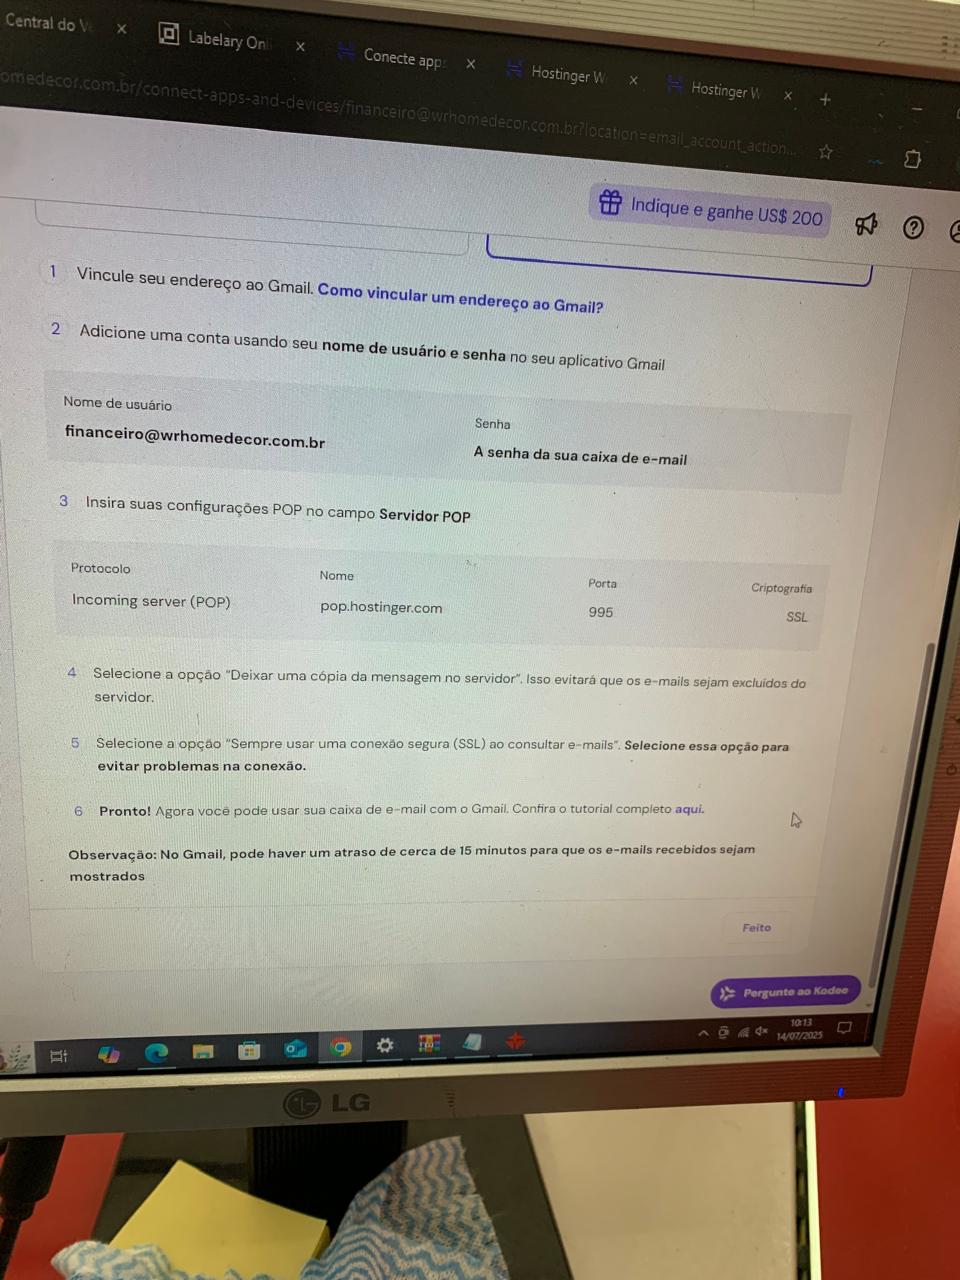 Central do V
Labelary Onli
Conecte app
Hostinger W
Hostinger W
omedecor.com.br/connect-apps-and-devices/financeiro@wrhomedecor.com.br?location=email_account_action...
Indique e ganhe US$ 200
1 Vincule seu endereço ao Gmail. Como vincular um endereço ao Gmail?
2 Adicione uma conta usando seu nome de usuário e senha no seu aplicativo Gmail
Nome de usuário
financeiro@wrhomedecor.com.br
Senha
A senha da sua caixa de e-mail
3 Insira suas configurações POP no campo Servidor POP
Protocolo Nome Porta Criptografia
Incoming server (POP) pop.hostinger.com 995 SSL
4 Selecione a opção “Deixar uma cópia da mensagem no servidor”. Isso evitará que os e-mails sejam excluídos do
servidor.
5 Selecione a opção “Sempre usar uma conexão segura (SSL) ao consultar e-mails”. Selecione essa opção para
evitar problemas na conexão.
6 Pronto! Agora você pode usar sua caixa de e-mail com o Gmail. Confira o tutorial completo aqui.
Observação: No Gmail, pode haver um atraso de cerca de 15 minutos para que os e-mails recebidos sejam
mostrados
Feito
Pergunte ao Kodee
10:13
14/07/2025
LG